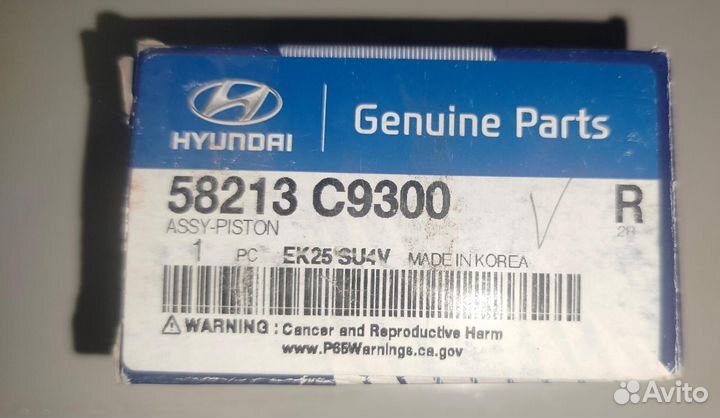 HYUNDAI
Genuine Parts
58213 C9300
R
ASSY-PISTON
2R
1 PC EK25 SU4V MADE IN KOREA
WARNING : Cancer and Reproductive Harm
www.P65Warnings.ca.gov
Avito